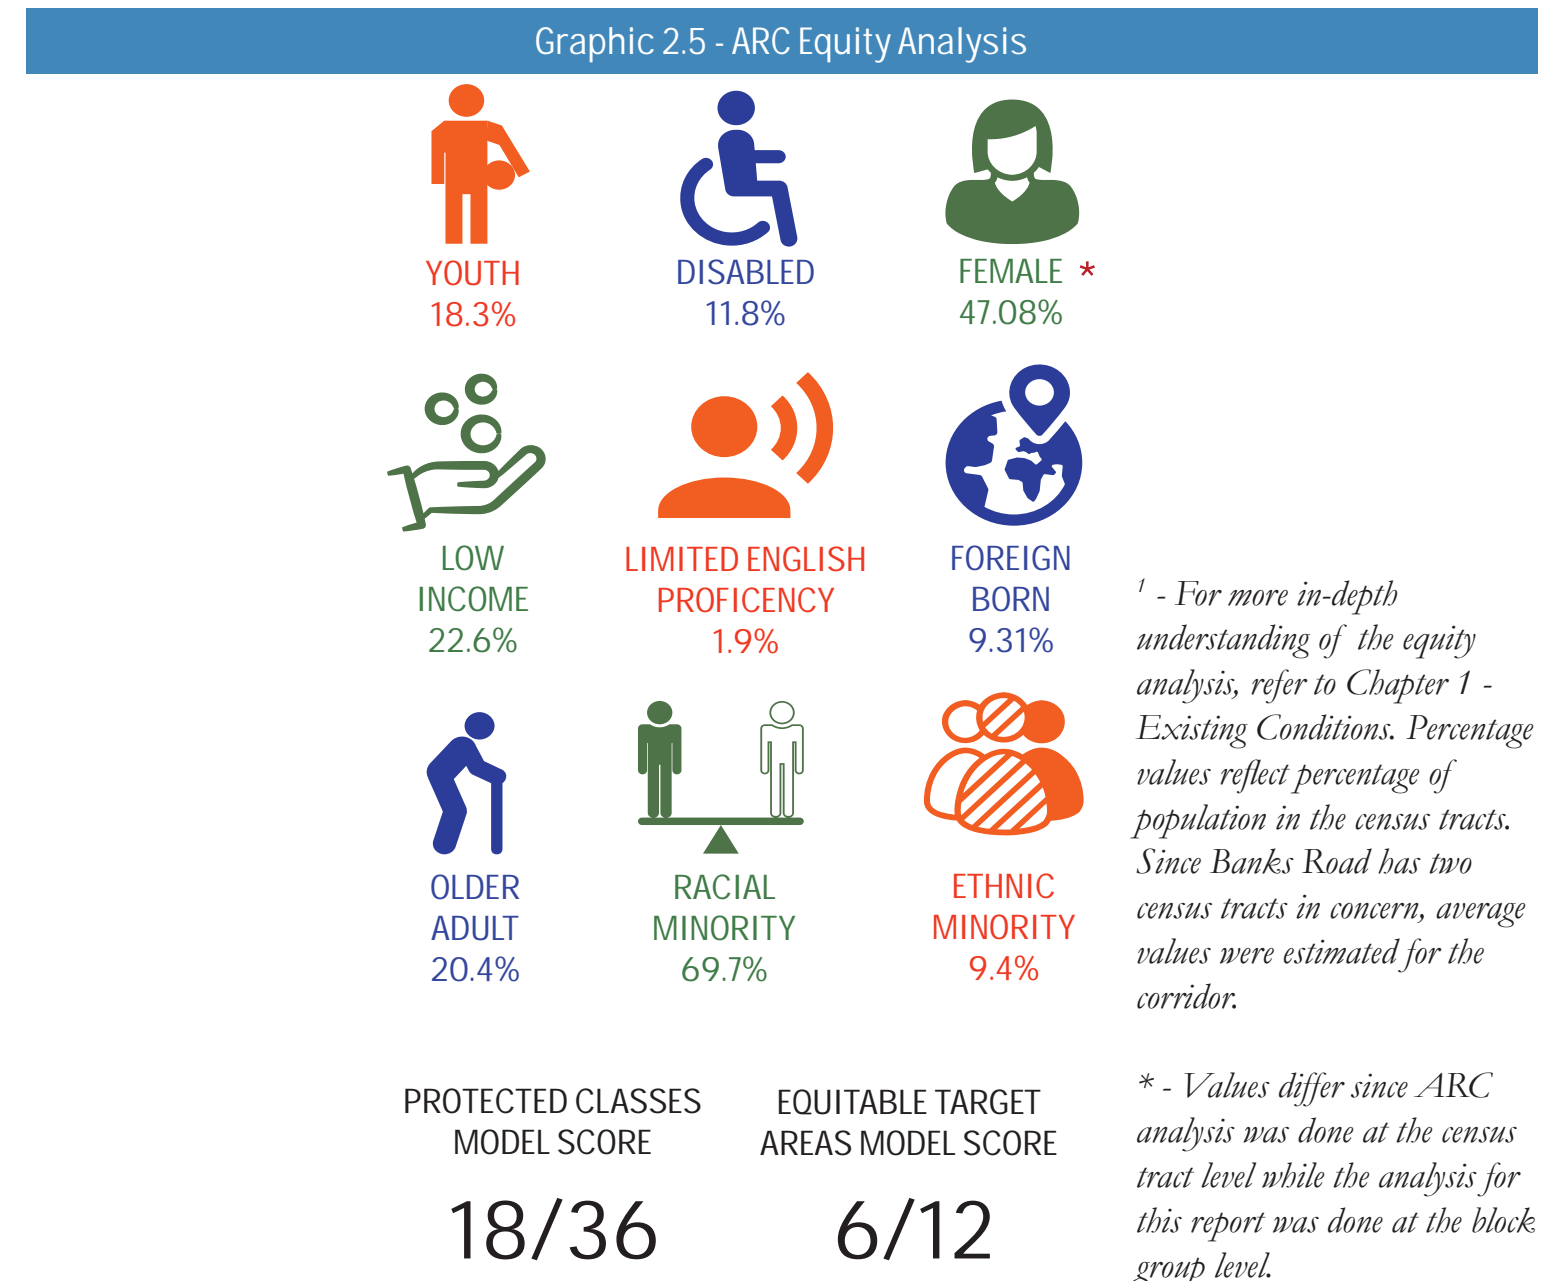 Graphic 2.5 - ARC Equity Analysis
YOUTH
18.3%
DISABLED
11.8%
FEMALE *
47.08%
LOW
INCOME
22.6%
LIMITED ENGLISH
PROFICENCY
1.9%
FOREIGN
BORN
9.31%
OLDER
ADULT
20.4%
RACIAL
MINORITY
69.7%
ETHNIC
MINORITY
9.4%
PROTECTED CLASSES
MODEL SCORE
18/36
EQUITABLE TARGET
AREAS MODEL SCORE
6/12
1 - For more in-depth
understanding of the equity
analysis, refer to Chapter 1 -
Existing Conditions. Percentage
values reflect percentage of
population in the census tracts.
Since Banks Road has two
census tracts in concern, average
values were estimated for the
corridor.
* - Values differ since ARC
analysis was done at the census
tract level while the analysis for
this report was done at the block
group level.